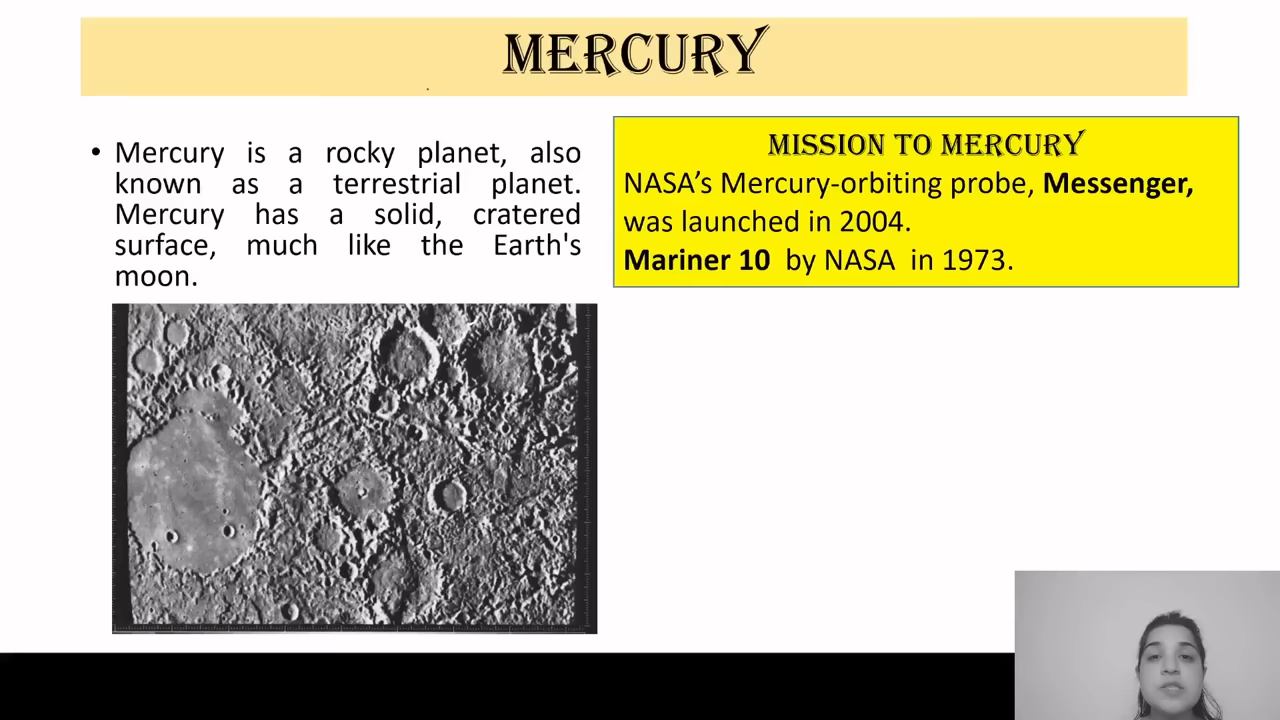 MERCURY
• Mercury is a rocky planet, also
known as a terrestrial planet.
Mercury has a solid, cratered
surface, much like the Earth's
moon.
MISSION TO MERCURY
NASA’s Mercury-orbiting probe, Messenger,
was launched in 2004.
Mariner 10 by NASA in 1973.